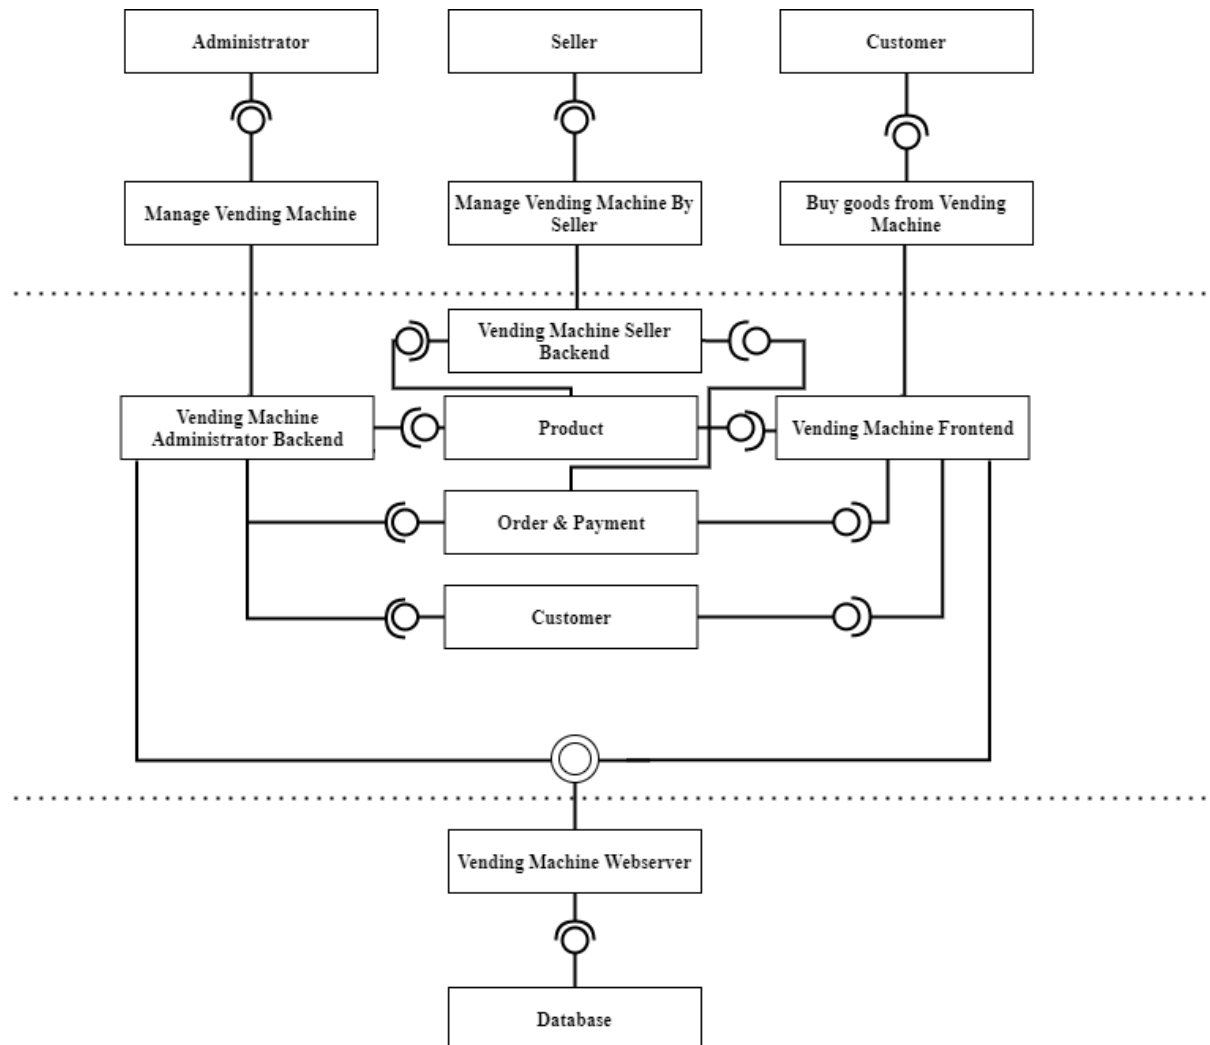 Administrator
Seller
Customer
Manage Vending Machine
Manage Vending Machine By
Seller
Buy goods from Vending
Machine
Vending Machine Seller
Backend
Vending Machine
Administrator Backend
Product
Vending Machine Frontend
Order & Payment
Customer
Vending Machine Webserver
Database